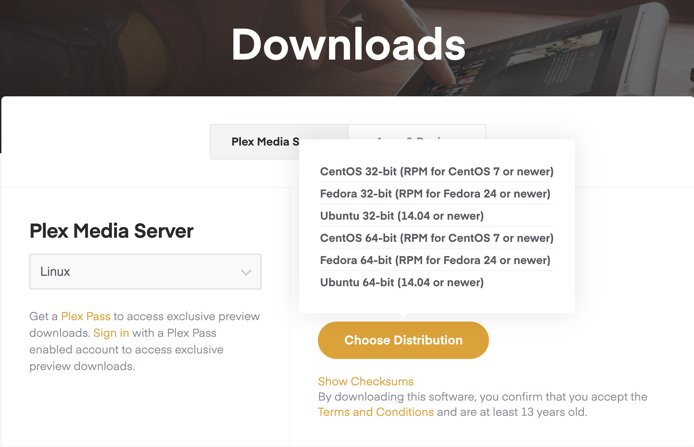 Downloads
Plex Media S
CentOS 32-bit (RPM for CentOS 7 or newer)
Fedora 32-bit (RPM for Fedora 24 or newer)
Ubuntu 32-bit (14.04 or newer)
CentOS 64-bit (RPM for CentOS 7 or newer)
Fedora 64-bit (RPM for Fedora 24 or newer)
Ubuntu 64-bit (14.04 or newer)
Plex Media Server
Linux
Get a Plex Pass to access exclusive preview
downloads. Sign in with a Plex Pass
enabled account to access exclusive
preview downloads.
Choose Distribution
Show Checksums
By downloading this software, you confirm that you accept the
Terms and Conditions and are at least 13 years old.